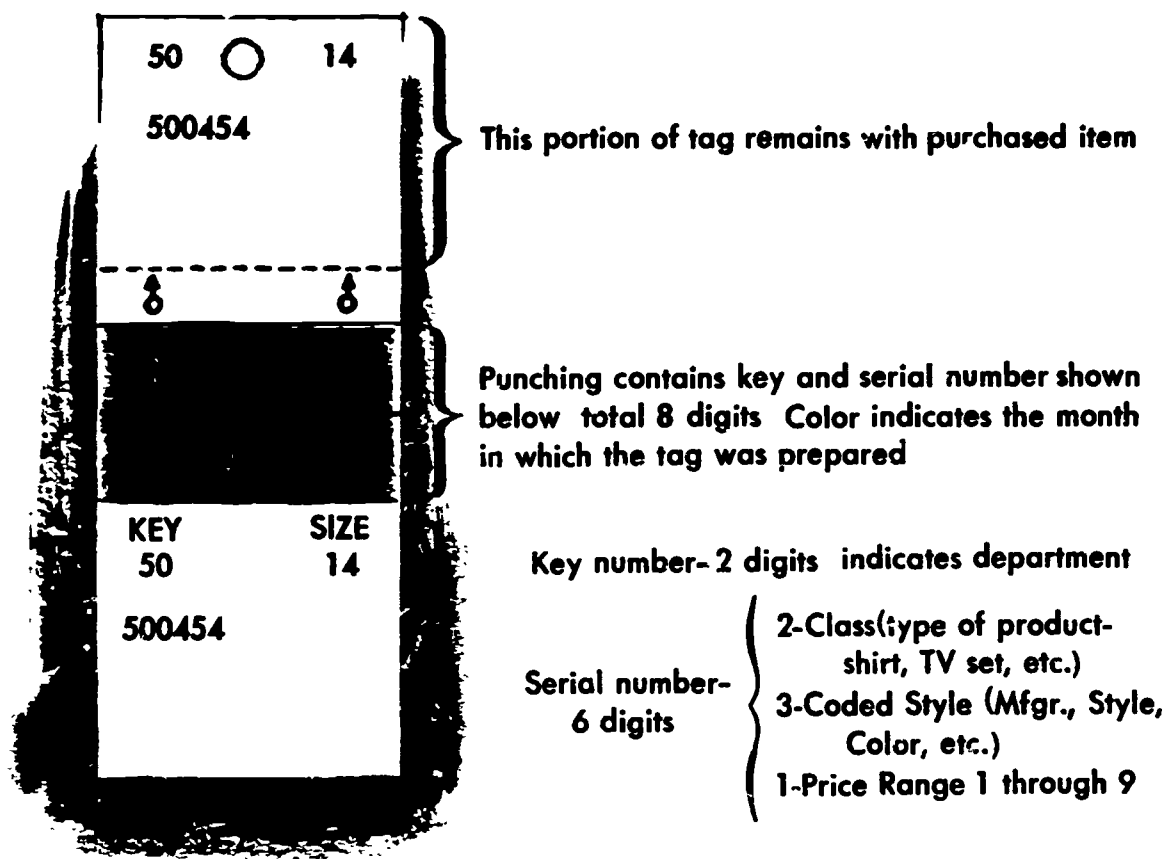 50 14
500454
This portion of tag remains with purchased item
Punching contains key and serial number shown
below total 8 digits Color indicates the month
in which the tag was prepared
KEY SIZE
50 14
500454
Key number-2 digits indicates department
Serial number-
6 digits
2-Class(type of product-
shirt, TV set, etc.)
3-Coded Style (Mfgr., Style,
Color, etc.)
1-Price Range 1 through 9